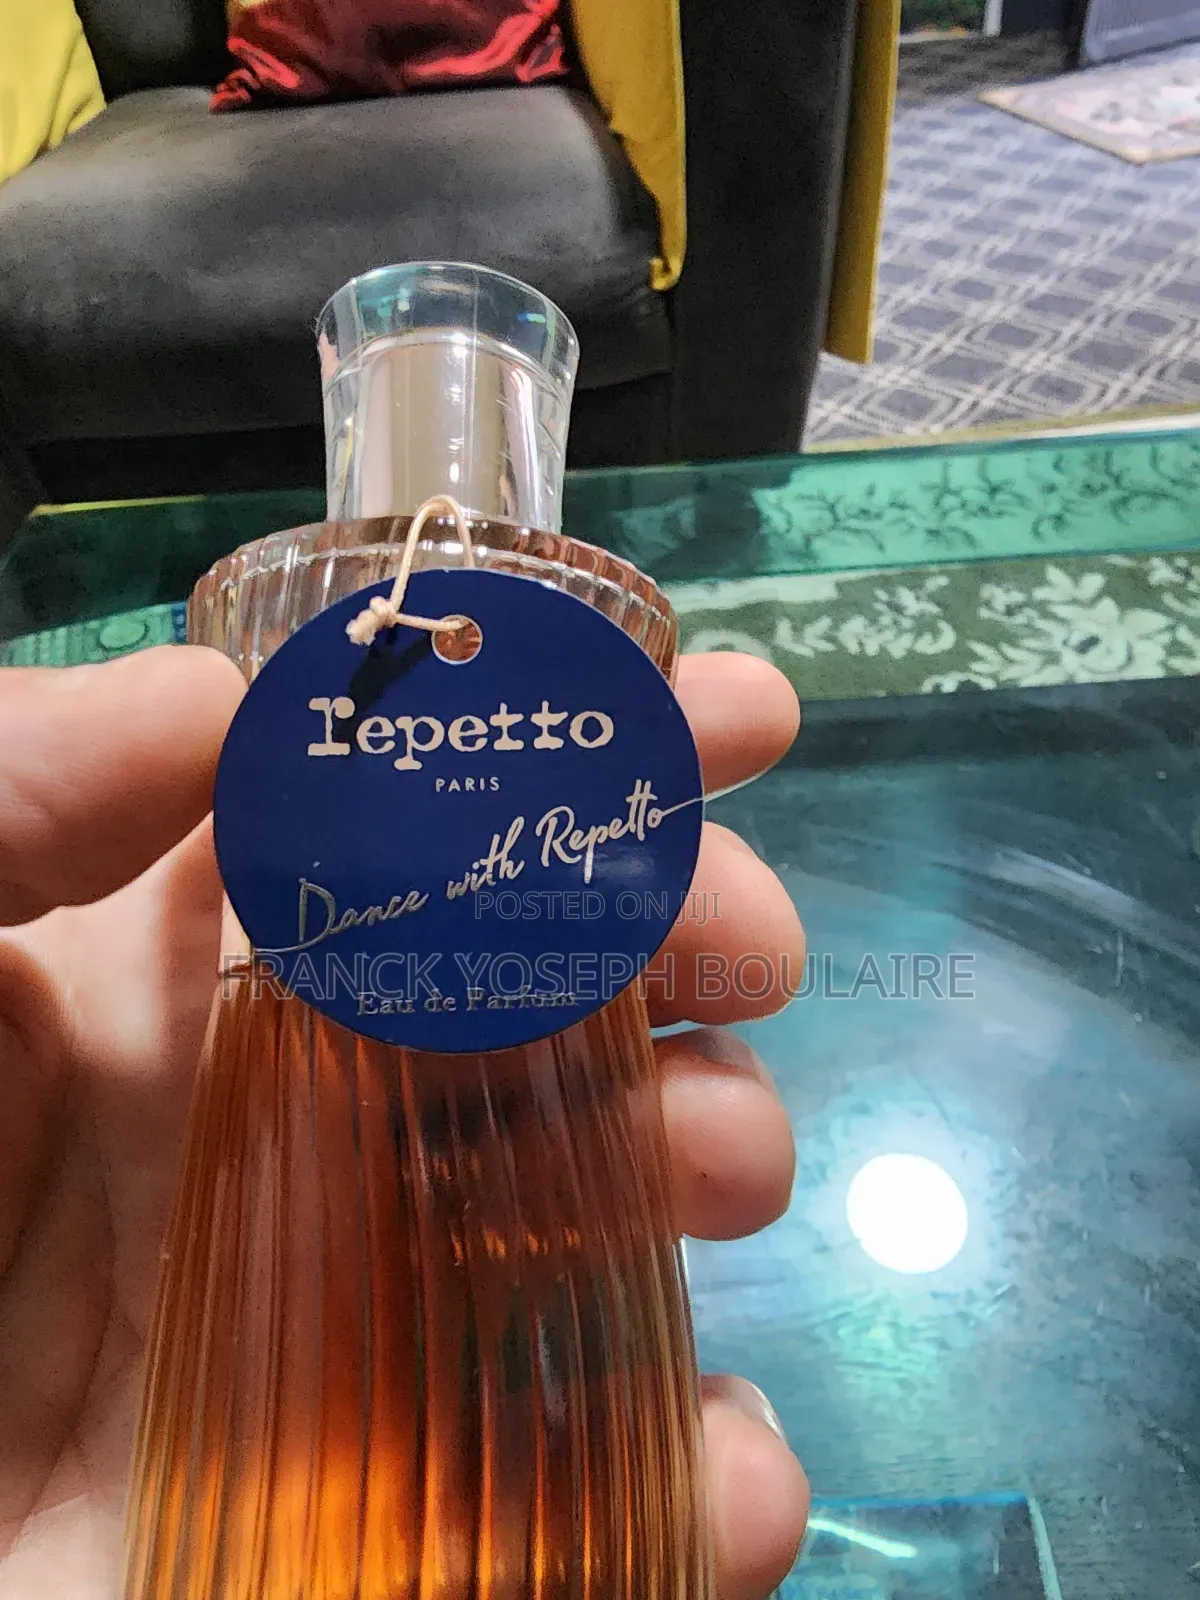 repetto
PARIS
Dance with Repetto
POSTED ON JIJI
FRANCK YOSEPH BOULAIRE
Eau de Parfum